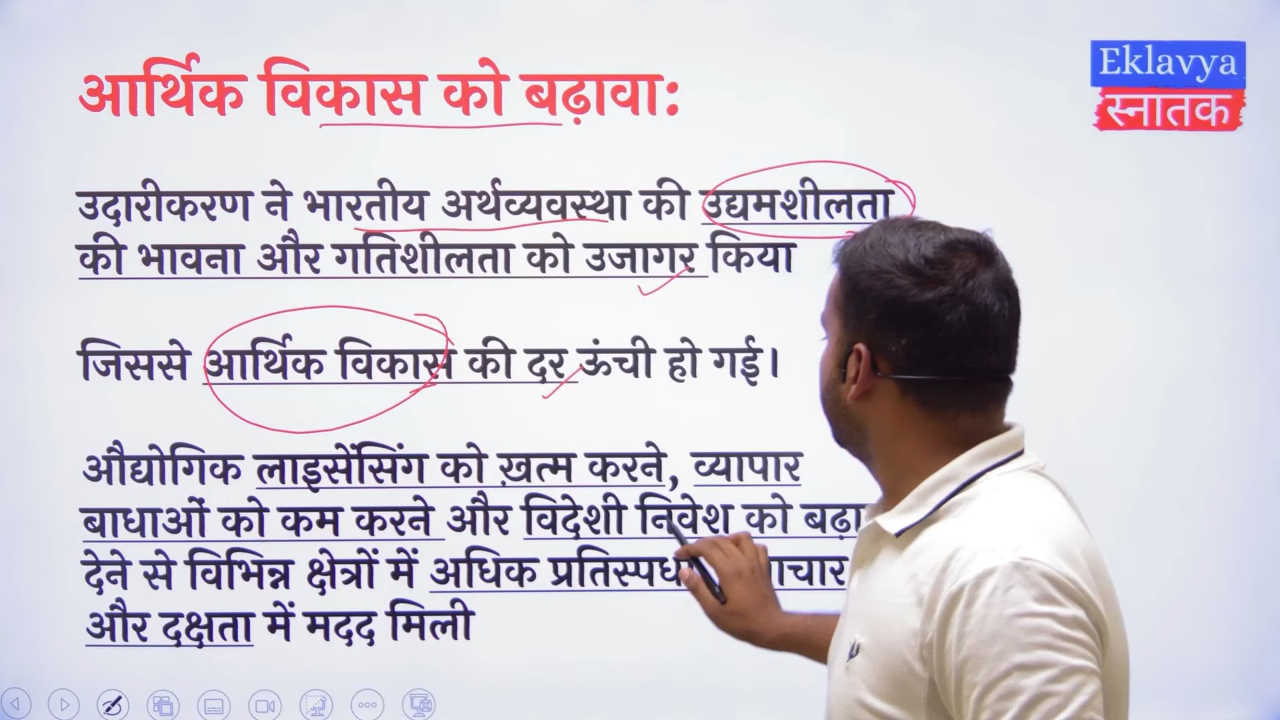 आर्थिक विकास को बढ़ावा:
Eklavya
स्नातक
उदारीकरण ने भारतीय अर्थव्यवस्था की उद्यमशीलता
की भावना और गतिशीलता को उजागर किया
जिससे आर्थिक विकास की दर ऊंची हो गई।
औद्योगिक लाइसेंसिंग को ख़त्म करने, व्यापार
बाधाओं को कम करने और विदेशी निवेश को
देने से विभिन्न क्षेत्रों में अधिक
और दक्षता में मदद मिली